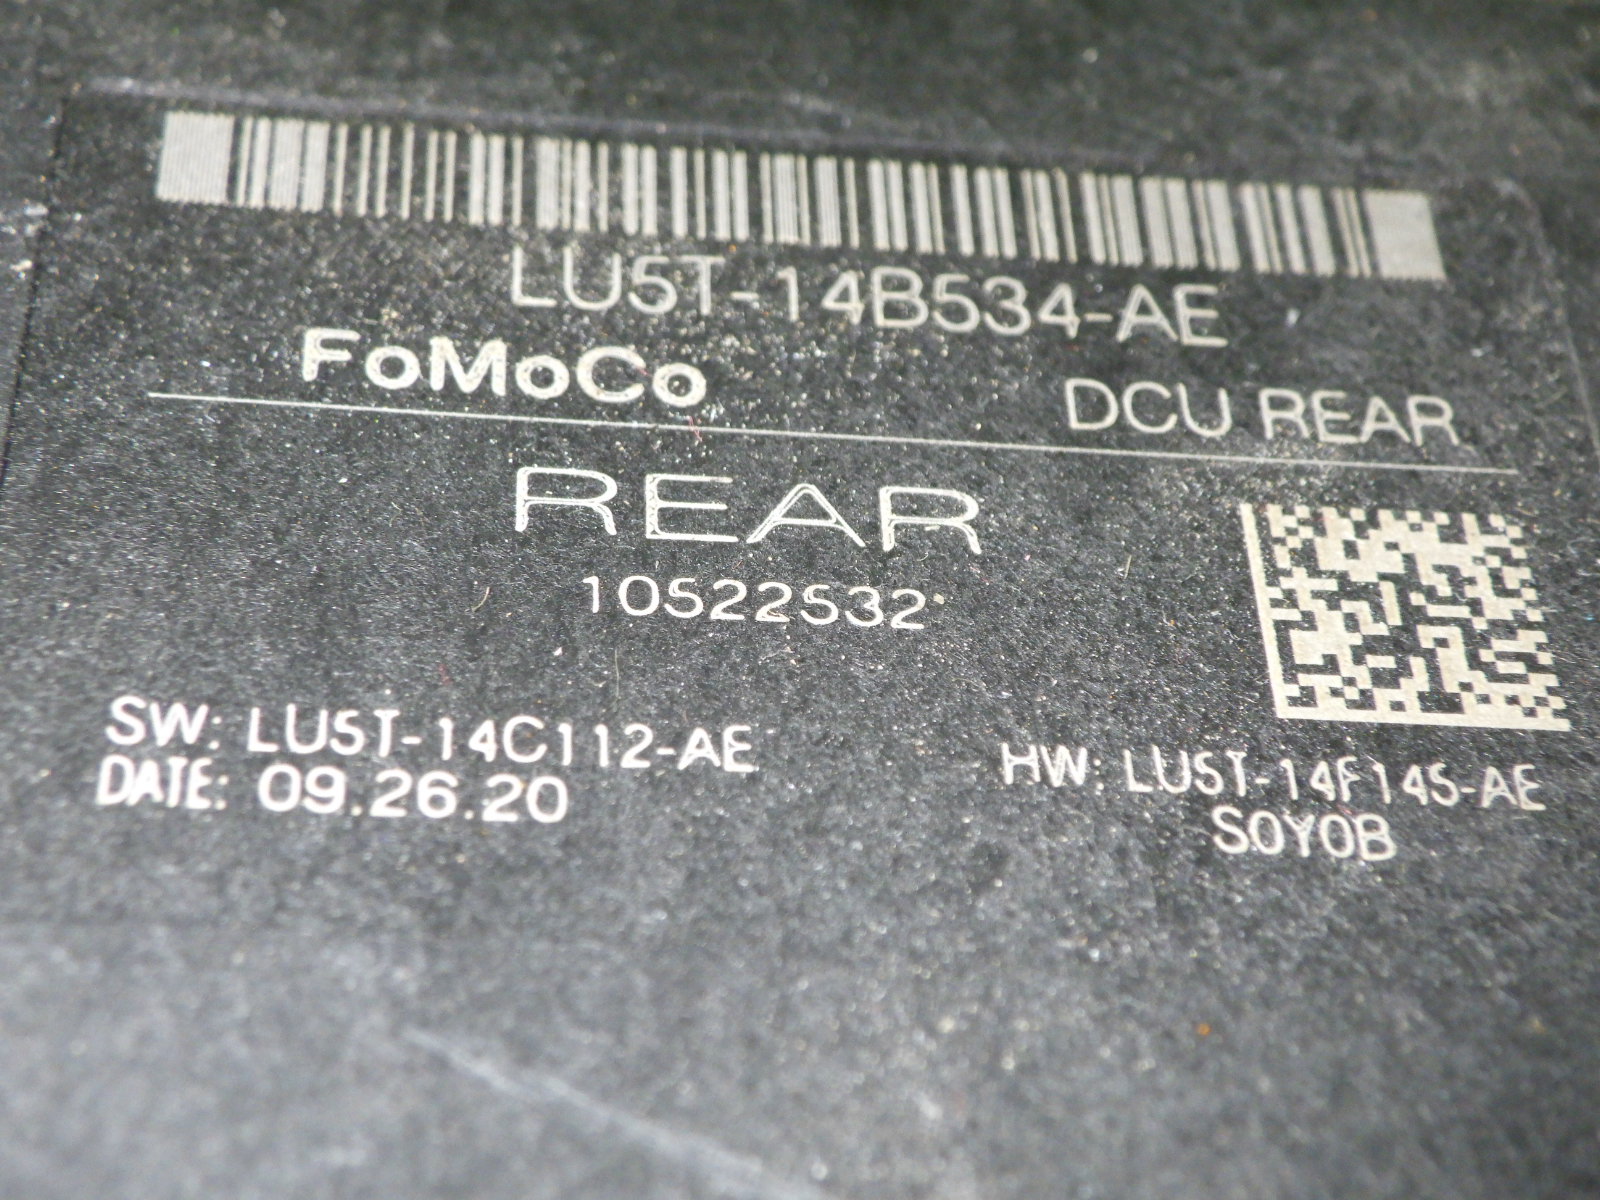 LU5T-14B534-AE
FoMoCo
DCU REAR
REAR
10522532
SW: LU5T-14C112-AE
DATE: 09.26.20
HW: LU5T-14F145-AE
S0Y0B